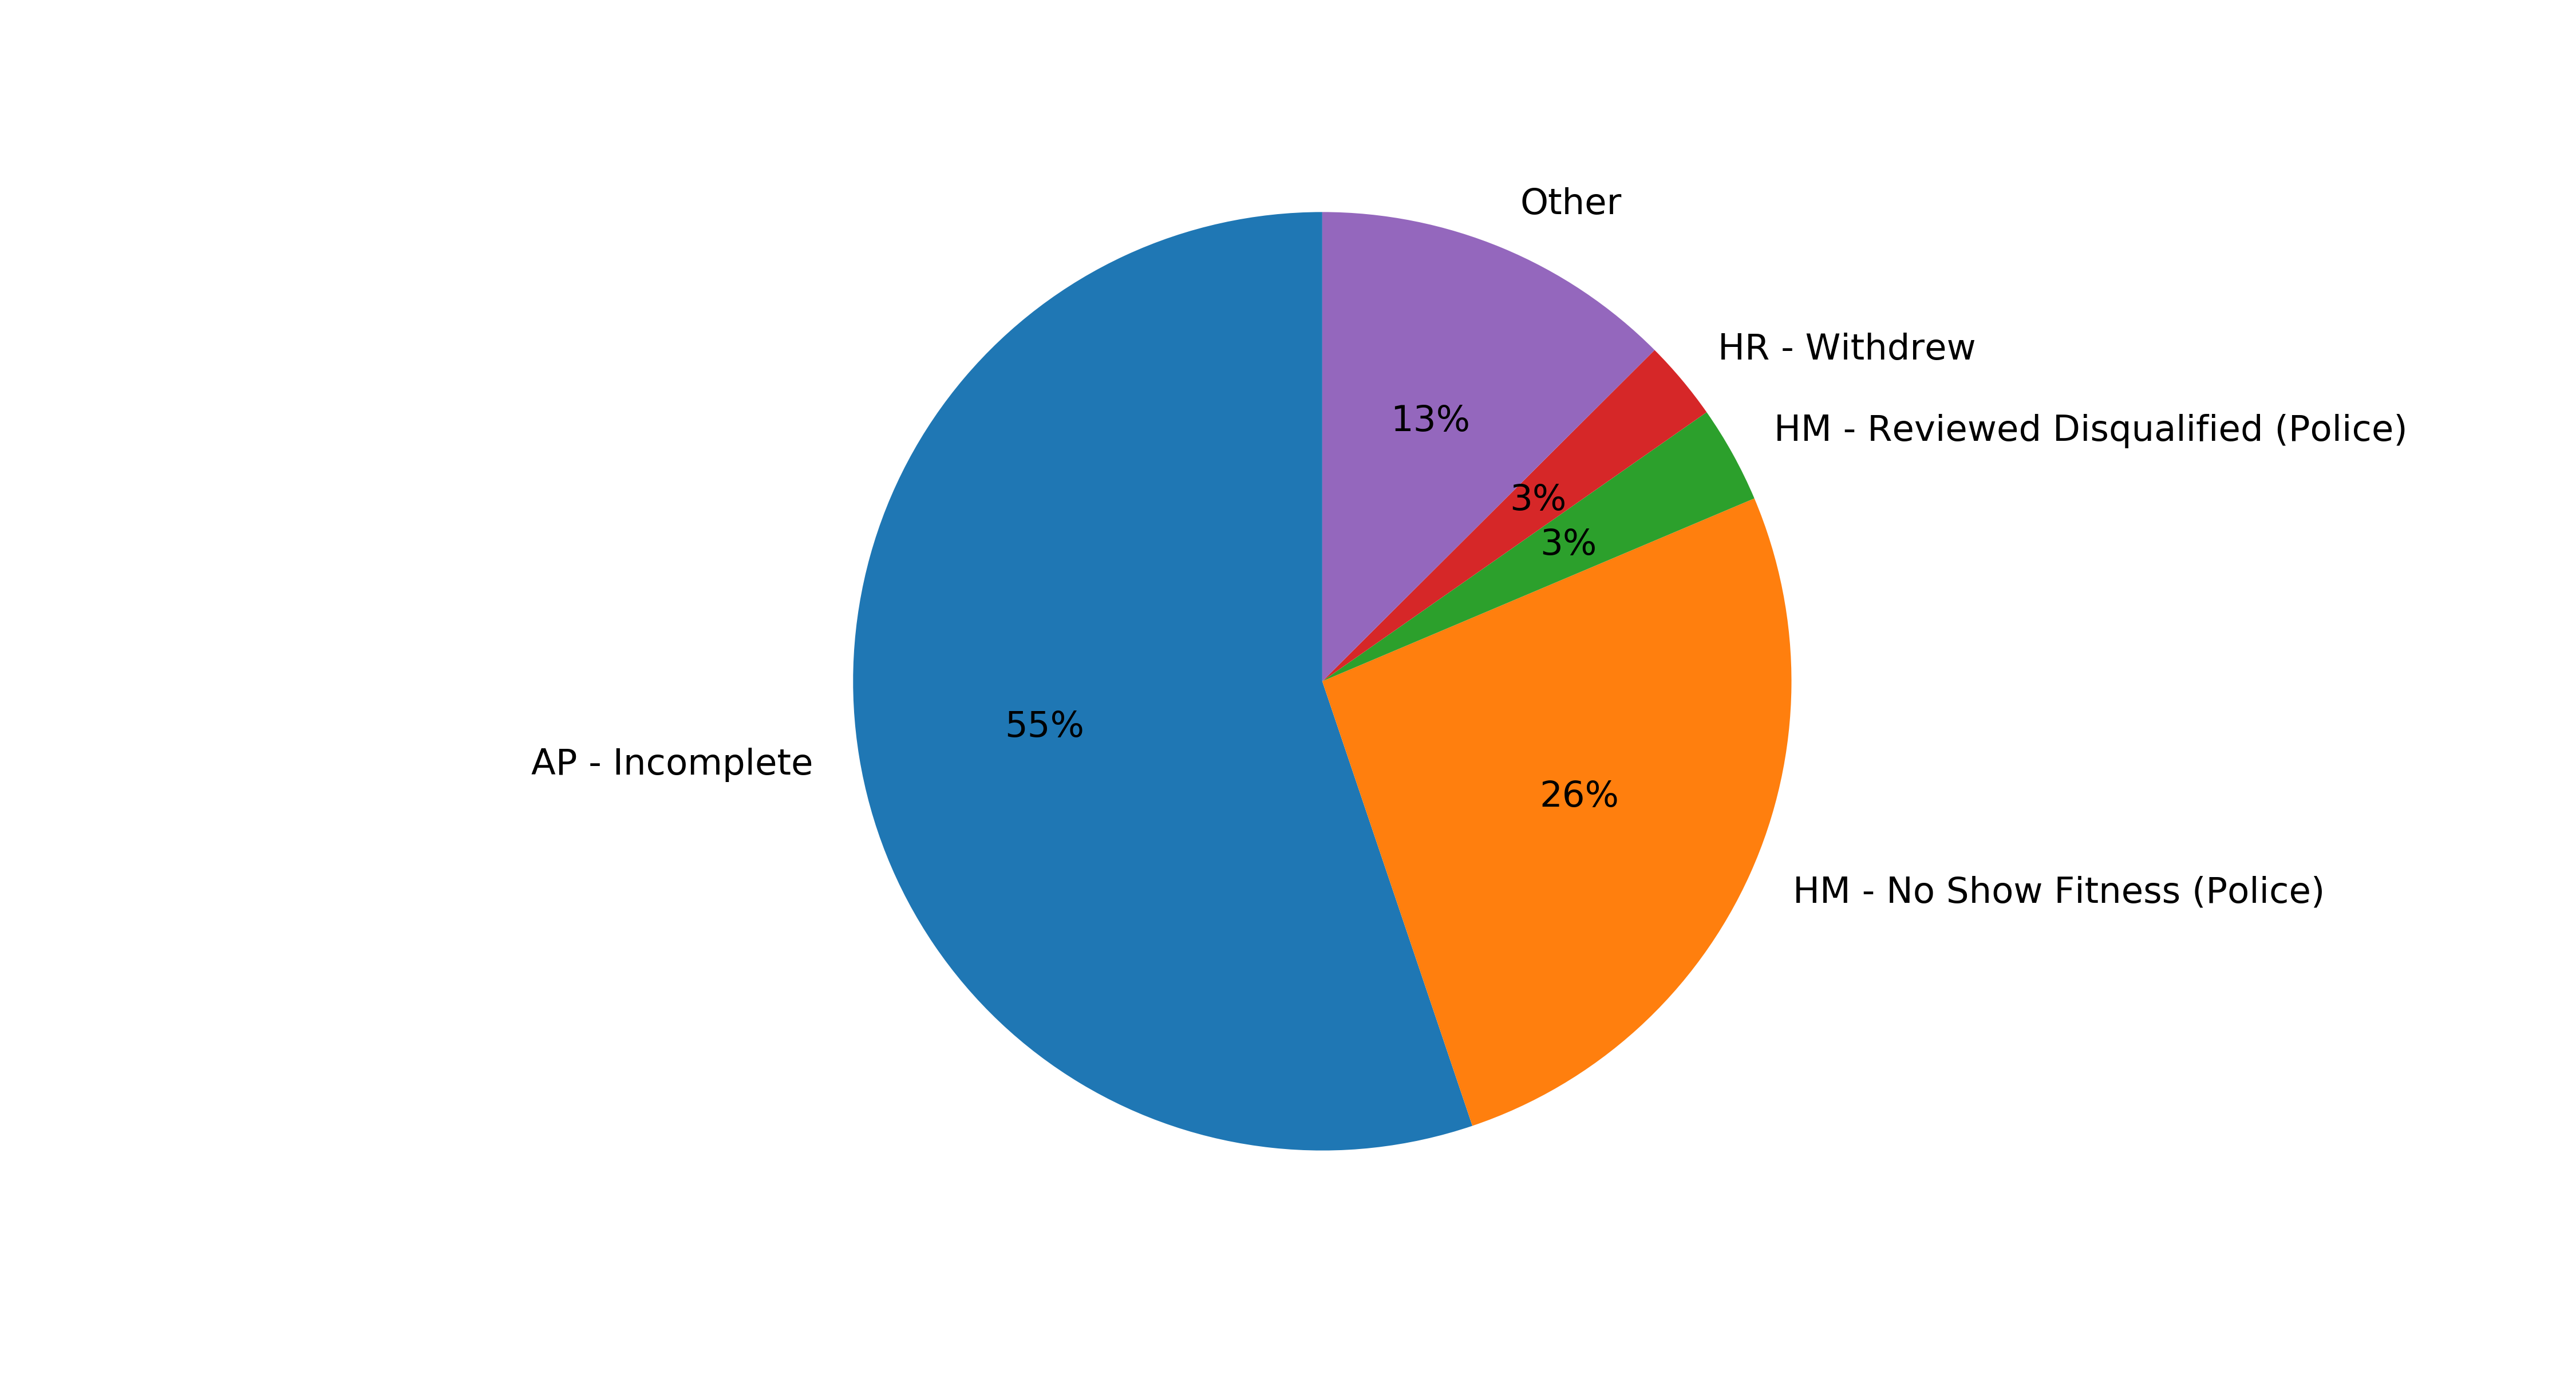 Other
HR - Withdrew
HM - Reviewed Disqualified (Police)
13%
3%
3%
55%
AP - Incomplete
26%
HM - No Show Fitness (Police)